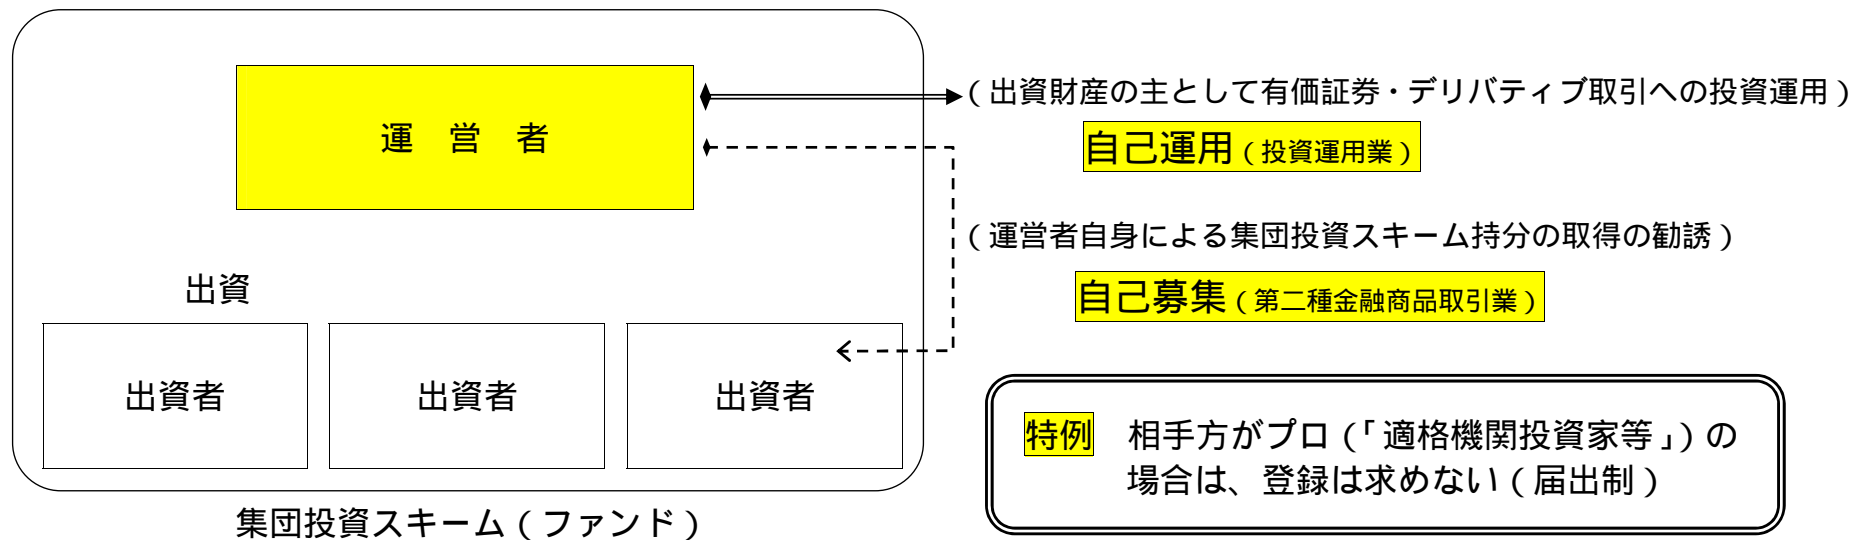 （出資財産の主として有価証券・デリバティブ取引への投資運用）
運　営　者
自己運用（投資運用業）
（運営者自身による集団投資スキーム持分の取得の勧誘）
出資
自己募集（第二種金融商品取引業）
出資者
出資者
出資者
特例　相手方がプロ（「適格機関投資家等」）の
場合は、登録は求めない（届出制）
集団投資スキーム（ファンド）